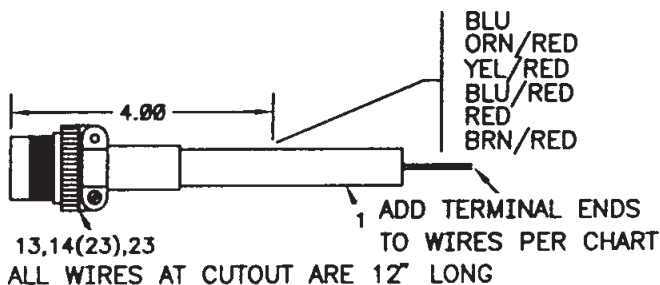 BLU
ORN/RED
YEL/RED
BLU/RED
RED
BRN/RED
4.00
1
ADD TERMINAL ENDS
TO WIRES PER CHART
13,14(23),23
ALL WIRES AT CUTOUT ARE 12" LONG